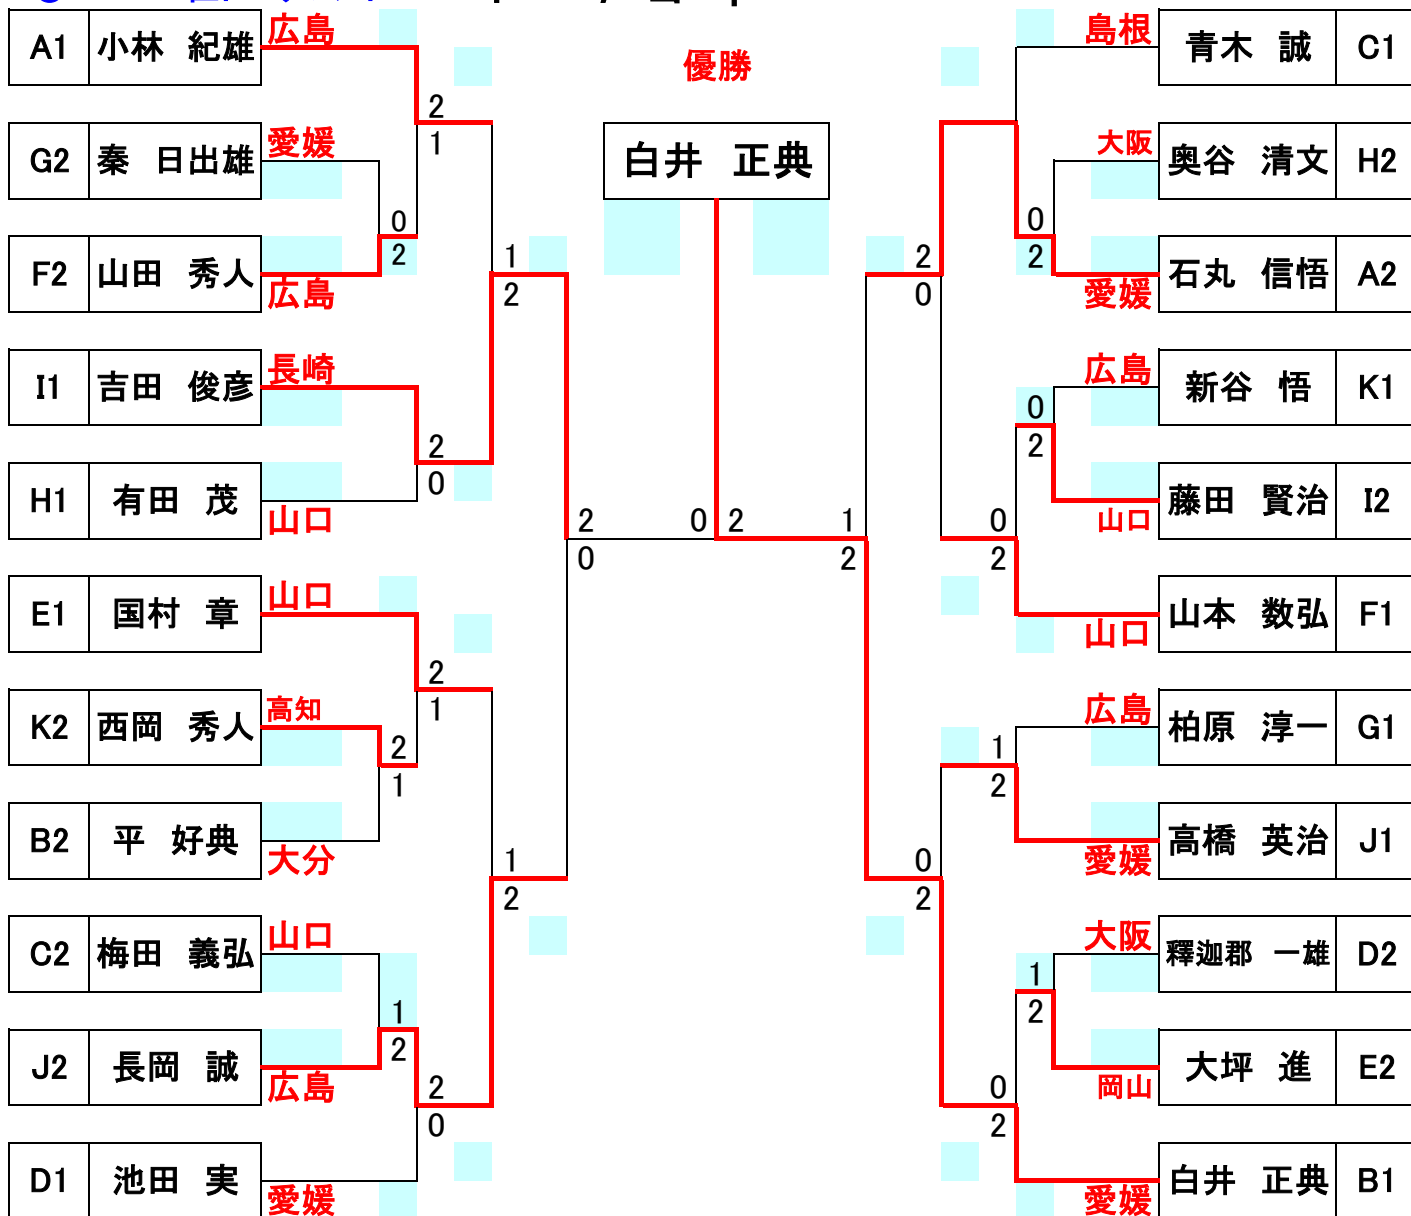 優勝
白井 正典
A1 小林 紀雄 広島
2
1
G2 秦 日出雄 愛媛
0
2
F2 山田 秀人 広島
1
2
I1 吉田 俊彦 長崎
2
0
H1 有田 茂 山口
2
0
E1 国村 章 山口
2
1
K2 西岡 秀人 高知
2
1
B2 平 好典 大分
1
2
C2 梅田 義弘 山口
1
2
J2 長岡 誠 広島
2
0
D1 池田 実 愛媛
0 2
島根 青木 誠 C1
大阪 奥谷 清文 H2
0
2
愛媛 石丸 信悟 A2
2
0
広島 新谷 悟 K1
0
2
山口 藤田 賢治 I2
0
2
山口 山本 数弘 F1
1
2
広島 柏原 淳一 G1
1
2
愛媛 高橋 英治 J1
0
2
大阪 釋迦郡 一雄 D2
1
2
岡山 大坪 進 E2
0
2
愛媛 白井 正典 B1